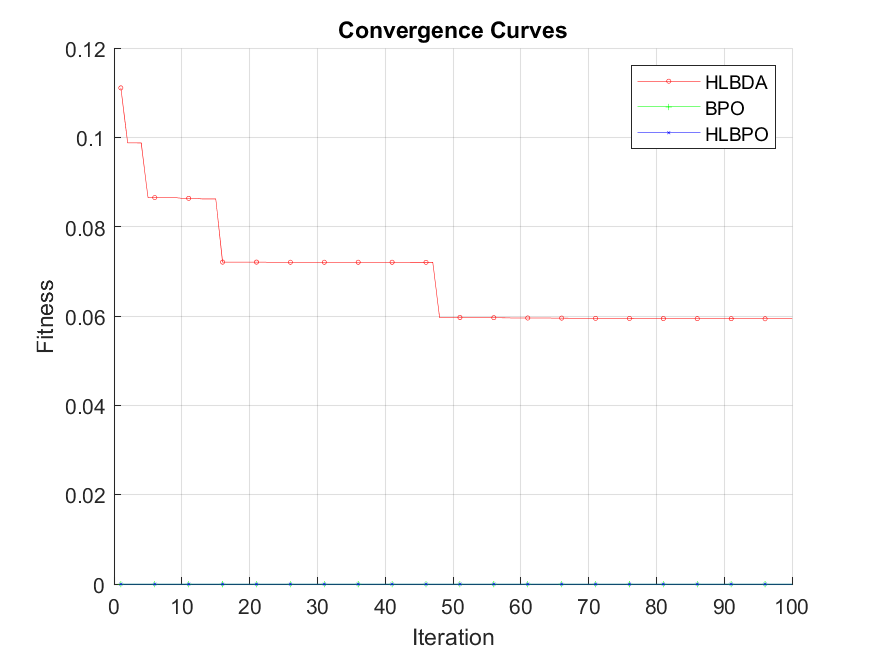 Convergence Curves
0.12
0.1
0.08
0.06
0.04
0.02
0
Fitness
HLBDA
BPO
HLBPO
0 10 20 30 40 50 60 70 80 90 100
Iteration